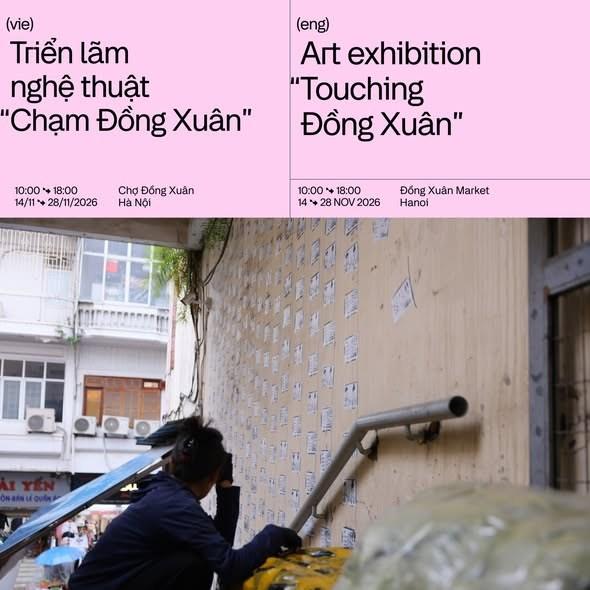 (vie)
Triển lãm
nghệ thuật
“Chạm Đồng Xuân”
10:00 ↘ 18:00
14/11 ↘ 28/11/2026
Chợ Đồng Xuân
Hà Nội
(eng)
Art exhibition
“Touching
Đồng Xuân”
10:00 ↘ 18:00
14 ↘ 28 NOV 2026
Đồng Xuân Market
Hanoi